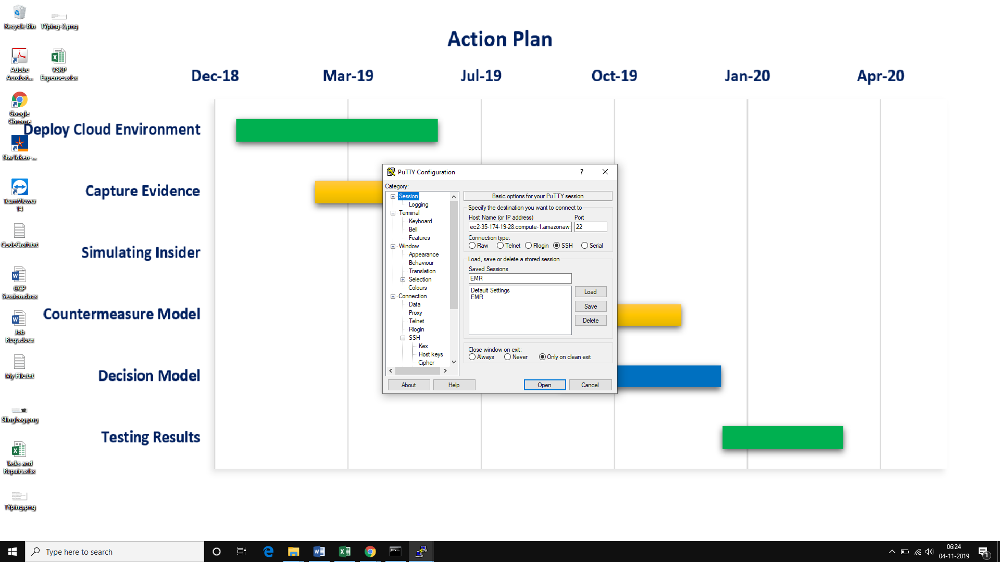 Recycle Bin
TYping-2.png
Adobe
Acrobat...
VSKP
Expenses.xlsx
Google
Chrome
StarToken-...
TeamViewer
14
CodeCraft.txt
GCP
Session.docx
Job
Reqs.docx
My File.txt
Slingbag.png
Tasks and
Repairs.xlsx
TYping.png
Action Plan
Dec-18
Mar-19
Jul-19
Oct-19
Jan-20
Apr-20
Deploy Cloud Environment
Capture Evidence
Simulating Insider
Countermeasure Model
Decision Model
Testing Results
PuTTY Configuration
?
Category:
Session
Logging
Terminal
Keyboard
Bell
Features
Window
Appearance
Behaviour
Translation
Selection
Colours
Connection
Data
Proxy
Telnet
Rlogin
SSH
Kex
Host keys
Cipher
Basic options for your PuTTY session
Specify the destination you want to connect to
Host Name (or IP address)
Port
ec2-35-174-19-28.compute-1.amazonaws
22
Connection type:
Raw
Telnet
Rlogin
SSH
Serial
Load, save or delete a stored session
Saved Sessions
EMR
Default Settings
EMR
Load
Save
Delete
Close window on exit:
Always
Never
Only on clean exit
About
Help
Open
Cancel
Type here to search
06:24
04-11-2019
1